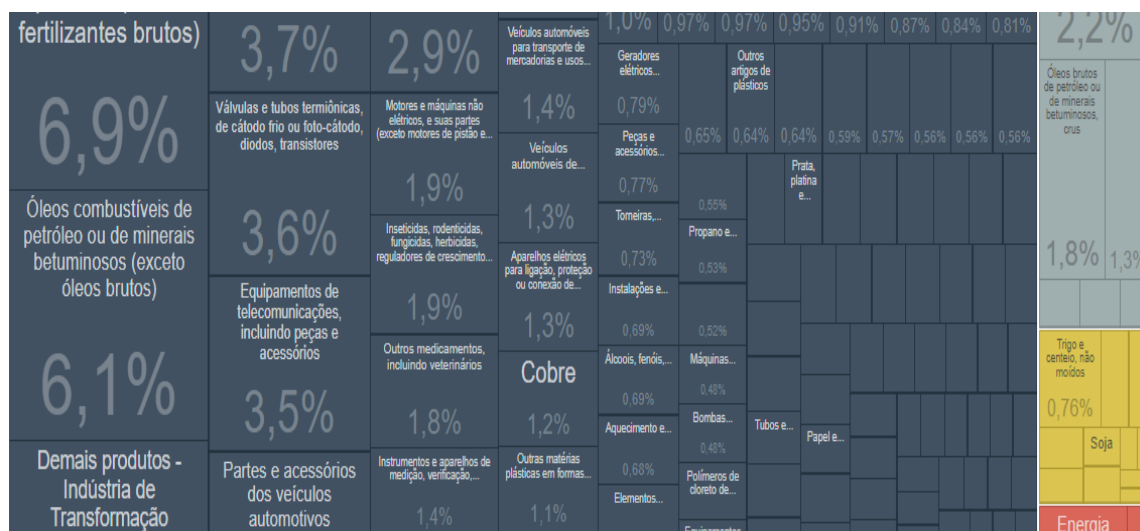 fertilizantes brutos)
6,9%
Óleos combustíveis de
petróleo ou de minerais
betuminosos (exceto
óleos brutos)
6,1%
Demais produtos -
Indústria de
Transformação
3,7%
Válvulas e tubos termiônicas,
de cátodo frio ou foto-cátodo,
diodos, transistores
3,6%
Equipamentos de
telecomunicações,
incluindo peças e
acessórios
3,5%
Partes e acessórios
dos veículos
automotivos
2,9%
Motores e máquinas não
elétricos, e suas partes
(exceto motores de pistão e...
1,9%
Inseticidas, rodenticidas,
fungicidas, herbicidas,
reguladores de crescimento...
1,9%
Outros medicamentos,
incluindo veterinários
1,8%
Instrumentos e aparelhos de
medição, verificação,...
1,4%
Veículos automóveis
para transporte de
mercadorias e usos...
1,4%
Veículos
automóveis de...
1,3%
Aparelhos elétricos
para ligação, proteção
ou conexão de...
1,3%
Cobre
1,2%
Outras matérias
plásticas em formas...
1,1%
1,0%
0,97%
0,97%
0,95%
0,91%
0,87%
0,84%
0,81%
Geradores
elétricos...
0,79%
Peças e
acessórios...
0,77%
Torneiras,...
0,73%
Instalações e...
0,69%
Álcoois, fenóis,...
0,69%
Aquecimento e...
0,68%
Elementos...
0,65%
Outros
artigos de
plásticos
0,64%
0,64%
0,59%
0,57%
0,56%
0,56%
0,56%
0,55%
Propano e...
0,53%
0,52%
Máquinas...
0,48%
Bombas...
0,48%
Polímeros de
cloreto de...
Equipamentos
Prata,
platina
e...
Tubos e...
Papel e...
2,2%
Óleos brutos
de petróleo ou
de minerais
betuminosos,
crus
1,8%
1,3%
Trigo e
centeio, não
moídos
0,76%
Soja
Energia